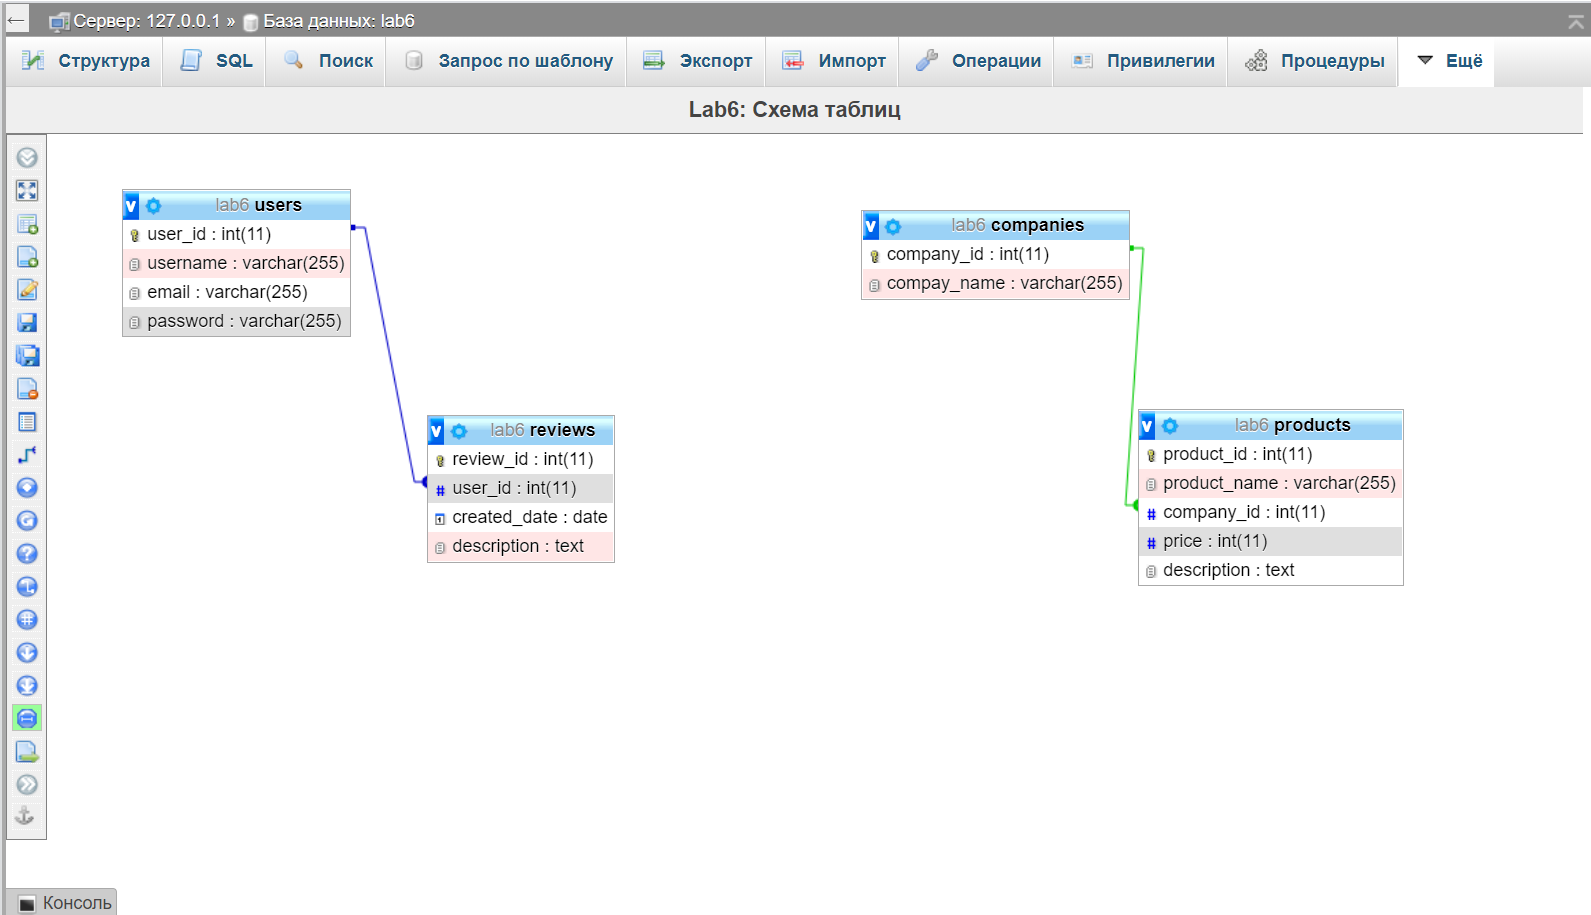 Сервер: 127.0.0.1 » База данных: lab6
Структура SQL Поиск Запрос по шаблону Экспорт Импорт Операции Привилегии Процедуры Ещё
Lab6: Схема таблиц
v lab6 users
user_id : int(11)
username : varchar(255)
email : varchar(255)
password : varchar(255)
v lab6 companies
company_id : int(11)
compay_name : varchar(255)
v lab6 reviews
review_id : int(11)
# user_id : int(11)
created_date : date
description : text
v lab6 products
product_id : int(11)
product_name : varchar(255)
# company_id : int(11)
# price : int(11)
description : text
Консоль